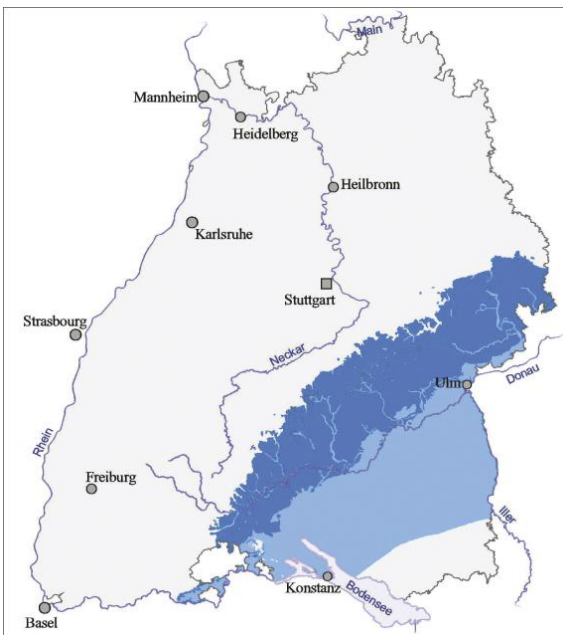 Main
Mannheim
Heidelberg
Heilbronn
Karlsruhe
Stuttgart
Strasbourg
Neckar
Ulm
Donau
Rhein
Freiburg
Iller
Konstanz
Bodensee
Basel